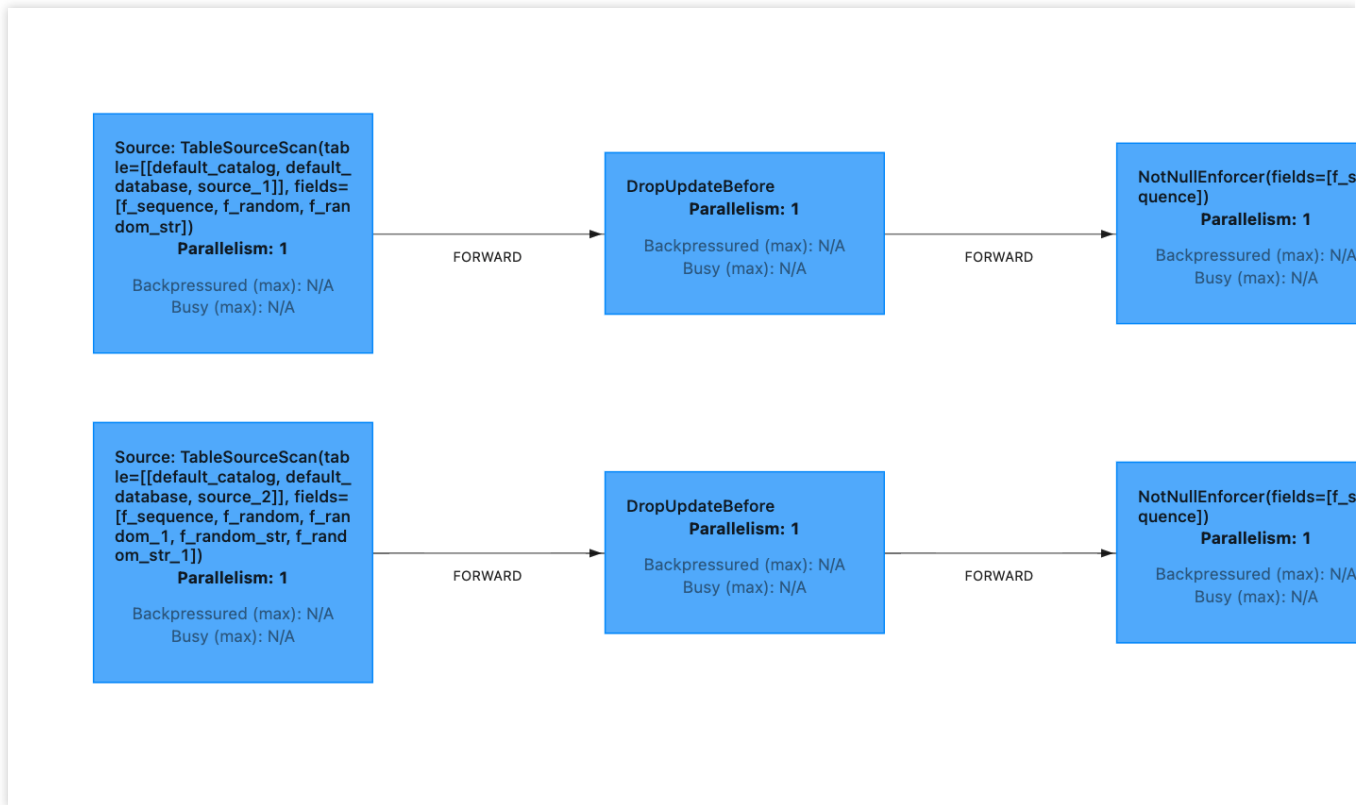 Source: TableSourceScan(tab
le=[[default_catalog, default_
database, source_1]], fields=
[f_sequence, f_random, f_ran
dom_str])
Parallelism: 1
Backpressured (max): N/A
Busy (max): N/A
FORWARD
DropUpdateBefore
Parallelism: 1
Backpressured (max): N/A
Busy (max): N/A
FORWARD
NotNullEnforcer(fields=[f_s
quence])
Parallelism: 1
Backpressured (max): N/A
Busy (max): N/A
Source: TableSourceScan(tab
le=[[default_catalog, default_
database, source_2]], fields=
[f_sequence, f_random, f_ran
dom_1, f_random_str, f_rand
om_str_1])
Parallelism: 1
Backpressured (max): N/A
Busy (max): N/A
FORWARD
DropUpdateBefore
Parallelism: 1
Backpressured (max): N/A
Busy (max): N/A
FORWARD
NotNullEnforcer(fields=[f_s
quence])
Parallelism: 1
Backpressured (max): N/A
Busy (max): N/A